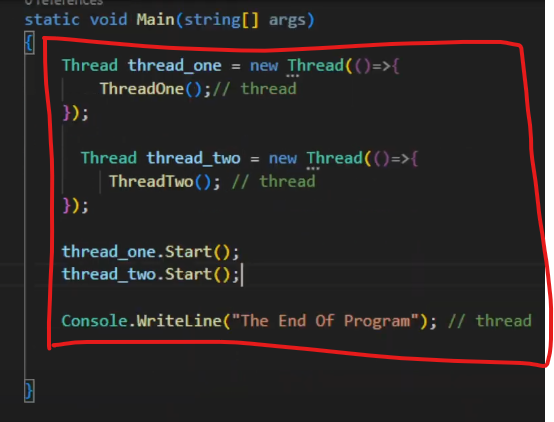 0 references
static void Main(string[] args)
{
Thread thread_one = new Thread(()=>{
ThreadOne();// thread
});
Thread thread_two = new Thread(()=>{
ThreadTwo(); // thread
});
thread_one.Start();
thread_two.Start();
Console.WriteLine("The End Of Program"); // thread
}